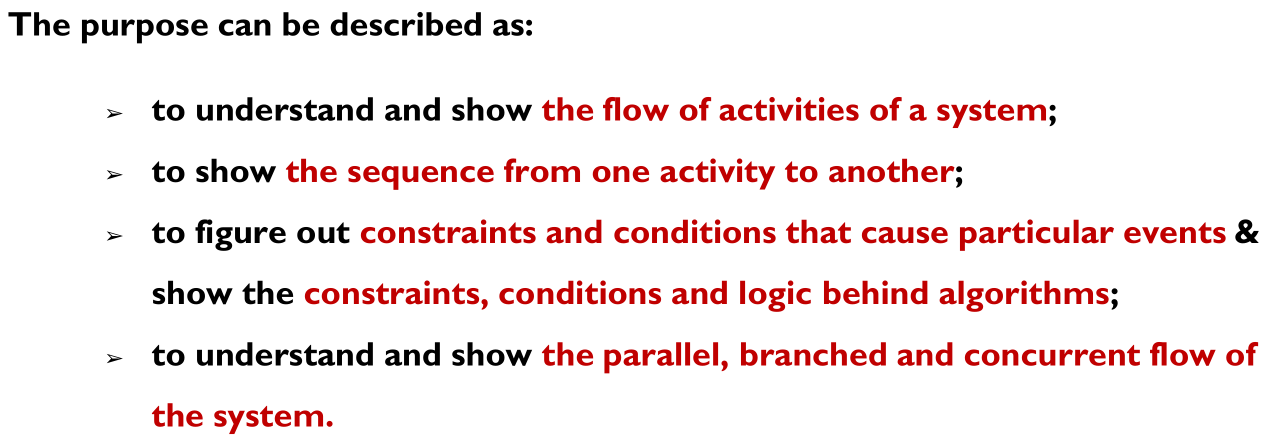 The purpose can be described as:
➢ to understand and show the flow of activities of a system;
➢ to show the sequence from one activity to another;
➢ to figure out constraints and conditions that cause particular events &
show the constraints, conditions and logic behind algorithms;
➢ to understand and show the parallel, branched and concurrent flow of
the system.